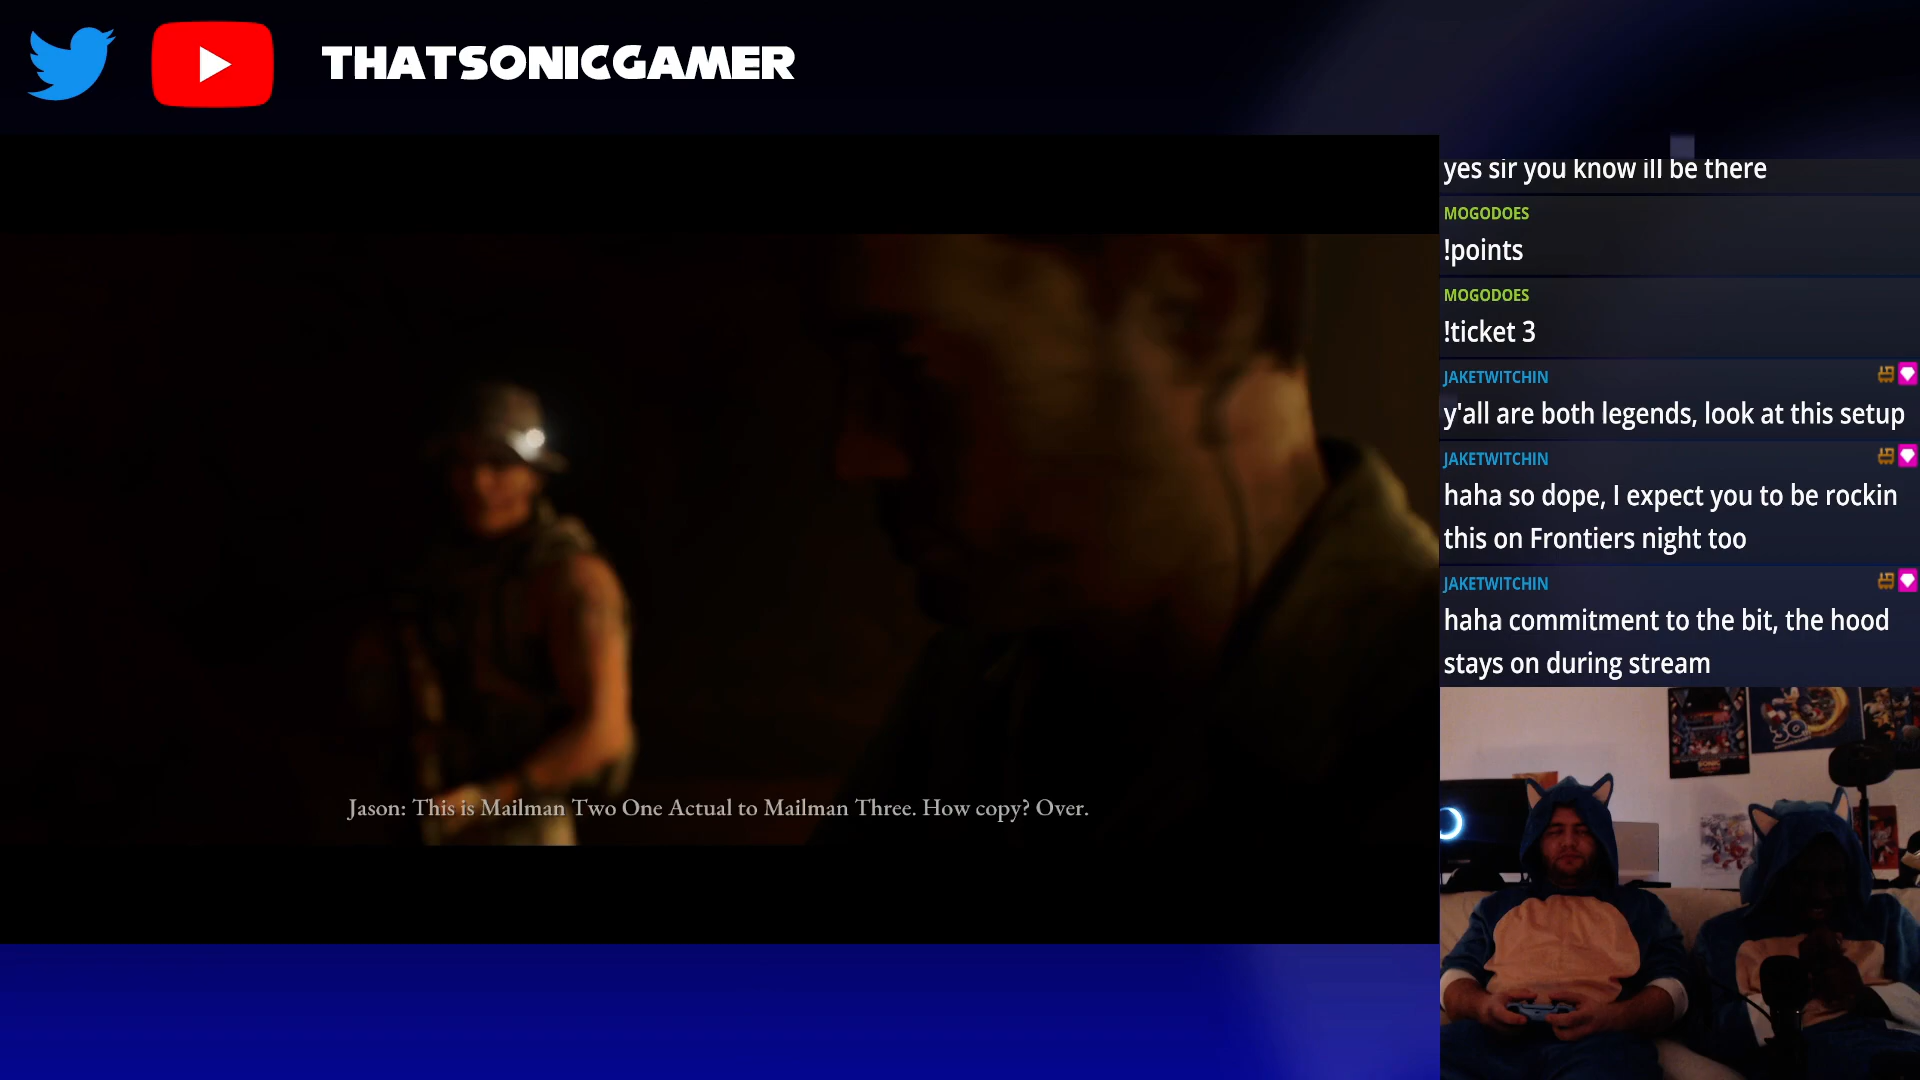 THATSONICGAMER
yes sir you know ill be there
MOGODOES
!points
MOGODOES
!ticket 3
JAKETWITCHIN
y'all are both legends, look at this setup
JAKETWITCHIN
haha so dope, I expect you to be rockin
this on Frontiers night too
JAKETWITCHIN
haha commitment to the bit, the hood
stays on during stream
Jason: This is Mailman Two One Actual to Mailman Three. How copy? Over.